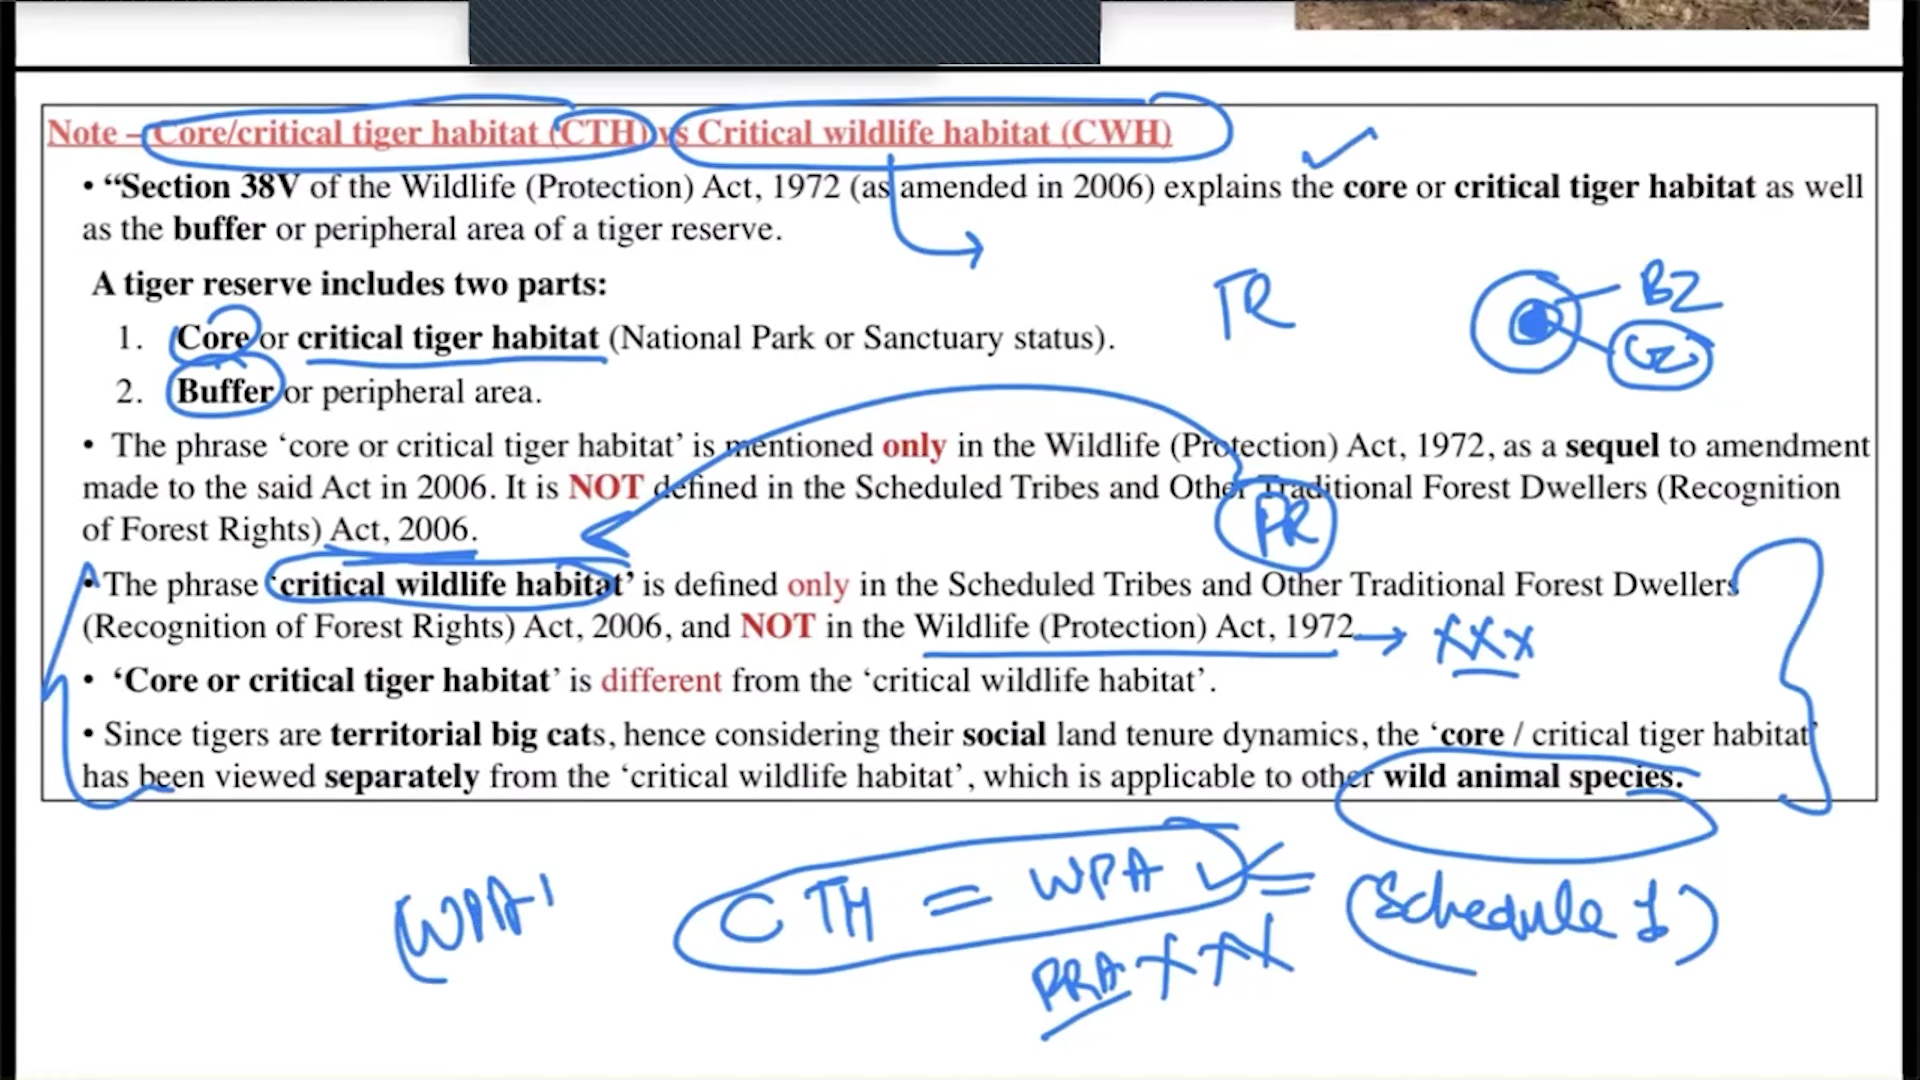 Note – Core/critical tiger habitat (CTH) vs Critical wildlife habitat (CWH)
• “Section 38V of the Wildlife (Protection) Act, 1972 (as amended in 2006) explains the core or critical tiger habitat as well
as the buffer or peripheral area of a tiger reserve.
A tiger reserve includes two parts:
TR
BZ
1. Core or critical tiger habitat (National Park or Sanctuary status).
CZ
2. Buffer or peripheral area.
• The phrase ‘core or critical tiger habitat’ is mentioned only in the Wildlife (Protection) Act, 1972, as a sequel to amendment
made to the said Act in 2006. It is NOT defined in the Scheduled Tribes and Other Traditional Forest Dwellers (Recognition
of Forest Rights) Act, 2006.
• The phrase ‘critical wildlife habitat’ is defined only in the Scheduled Tribes and Other Traditional Forest Dwellers
(Recognition of Forest Rights) Act, 2006, and NOT in the Wildlife (Protection) Act, 1972
xxx
• ‘Core or critical tiger habitat’ is different from the ‘critical wildlife habitat’.
• Since tigers are territorial big cats, hence considering their social land tenure dynamics, the ‘core / critical tiger habitat’
has been viewed separately from the ‘critical wildlife habitat’, which is applicable to other wild animal species.
CTH = WPA
(Schedule 1)